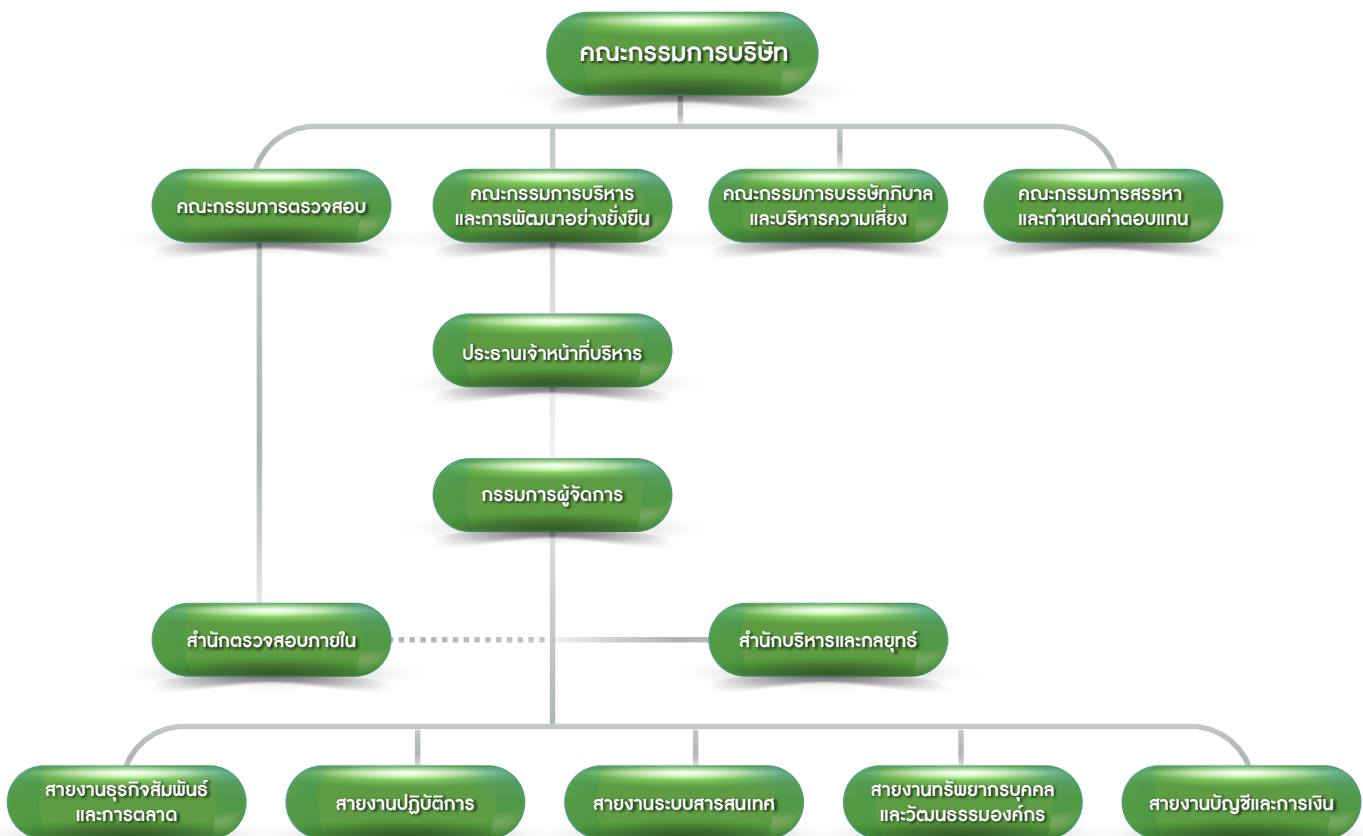 คณะกรรมการบริษัท
คณะกรรมการตรวจสอบ
คณะกรรมการบริหาร
และการพัฒนาอย่างยั่งยืน
คณะกรรมการบรรษัทภิบาล
และบริหารความเสี่ยง
คณะกรรมการสรรหา
และกำหนดค่าตอบแทน
ประธานเจ้าหน้าที่บริหาร
กรรมการผู้จัดการ
สำนักตรวจสอบภายใน
สำนักบริหารและกลยุทธ์
สายงานธุรกิจสัมพันธ์
และการตลาด
สายงานปฏิบัติการ
สายงานระบบสารสนเทศ
สายงานทรัพยากรบุคคล
และวัฒนธรรมองค์กร
สายงานบัญชีและการเงิน